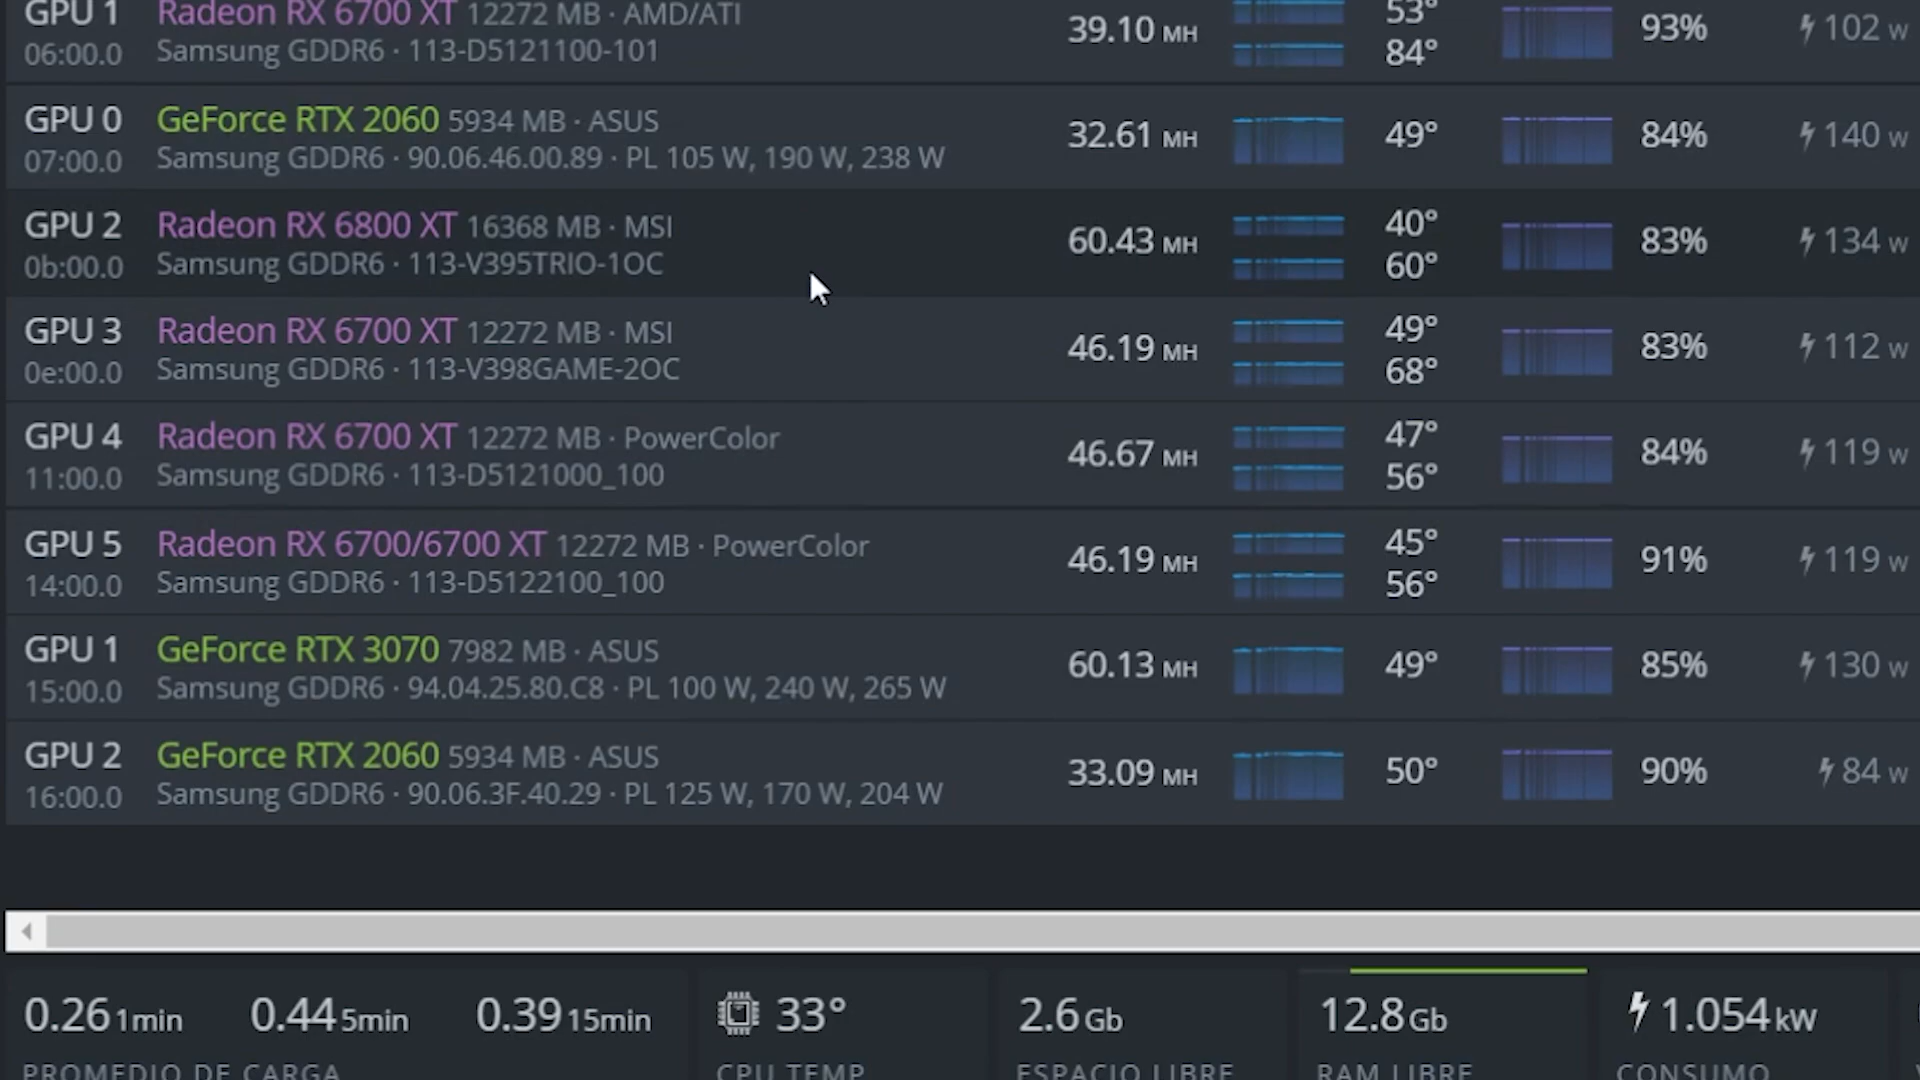 GPU 1 Radeon RX 6700 XT 12272 MB · AMD/ATI 39.10 MH 53° 93% 102 W
06:00.0 Samsung GDDR6 · 113-D5121100-101 84°
GPU 0 GeForce RTX 2060 5934 MB · ASUS 32.61 MH 49° 84% 140 W
07:00.0 Samsung GDDR6 · 90.06.46.00.89 · PL 105 W, 190 W, 238 W
GPU 2 Radeon RX 6800 XT 16368 MB · MSI 60.43 MH 40° 83% 134 W
0b:00.0 Samsung GDDR6 · 113-V395TRIO-1OC 60°
GPU 3 Radeon RX 6700 XT 12272 MB · MSI 46.19 MH 49° 83% 112 W
0e:00.0 Samsung GDDR6 · 113-V398GAME-2OC 68°
GPU 4 Radeon RX 6700 XT 12272 MB · PowerColor 46.67 MH 47° 84% 119 W
11:00.0 Samsung GDDR6 · 113-D5121000_100 56°
GPU 5 Radeon RX 6700/6700 XT 12272 MB · PowerColor 46.19 MH 45° 91% 119 W
14:00.0 Samsung GDDR6 · 113-D5122100_100 56°
GPU 1 GeForce RTX 3070 7982 MB · ASUS 60.13 MH 49° 85% 130 W
15:00.0 Samsung GDDR6 · 94.04.25.80.C8 · PL 100 W, 240 W, 265 W
GPU 2 GeForce RTX 2060 5934 MB · ASUS 33.09 MH 50° 90% 84 W
16:00.0 Samsung GDDR6 · 90.06.3F.40.29 · PL 125 W, 170 W, 204 W
0.26 1min 0.44 5min 0.39 15min 33° 2.6 Gb 12.8 Gb 1.054 kW
PROMEDIO DE CARGA CPU TEMP ESPACIO LIBRE RAM LIBRE CONSUMO